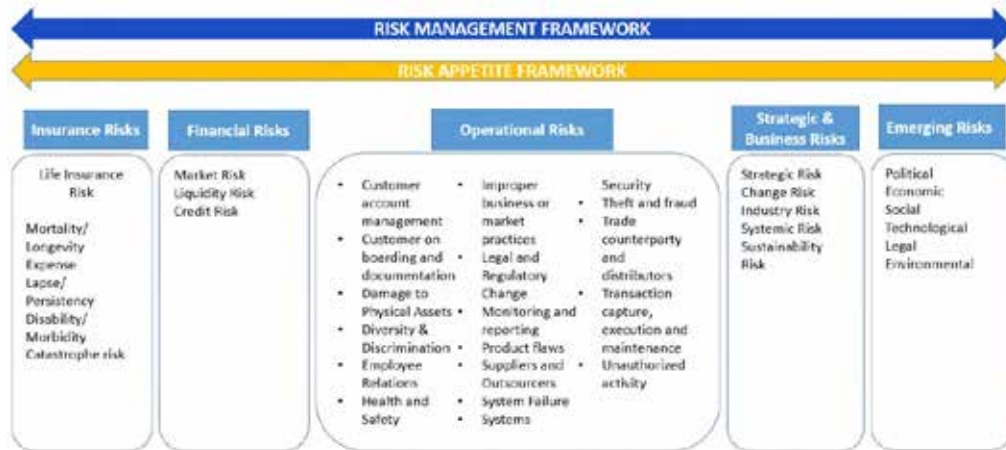 RISK MANAGEMENT FRAMEWORK
RISK APPETITE FRAMEWORK
Insurance Risks
Life Insurance
Risk
Mortality/
Longevity
Expense
Lapse/
Persistency
Disability/
Morbidity
Catastrophe risk
Financial Risks
Market Risk
Liquidity Risk
Credit Risk
Operational Risks
• Customer
account
management
• Customer on
boarding and
documentation
• Damage to
Physical Assets
• Diversity &
Discrimination
• Employee
Relations
• Health and
Safety
• Improper
business or
market
practices
• Legal and
Regulatory
Change
• Monitoring and
reporting
• Product flaws
• Suppliers and
Outsourcers
• System Failure
• Systems
Security
• Theft and fraud
• Trade
counterparty
and
distributors
• Transaction
capture,
execution and
maintenance
• Unauthorized
activity
Strategic &
Business Risks
Strategic Risk
Change Risk
Industry Risk
Systemic Risk
Sustainability
Risk
Emerging Risks
Political
Economic
Social
Technological
Legal
Environmental